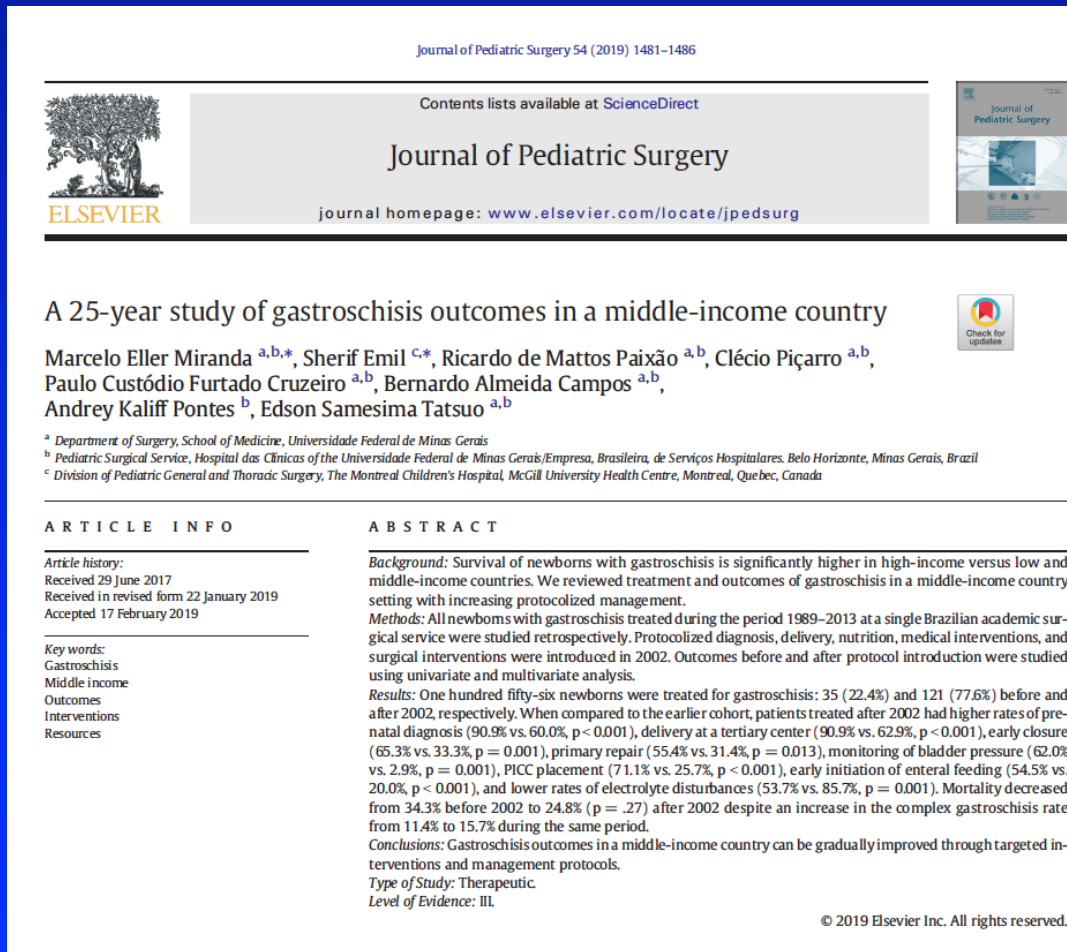 Journal of Pediatric Surgery 54 (2019) 1481–1486
Contents lists available at ScienceDirect
Journal of Pediatric Surgery
journal homepage: www.elsevier.com/locate/jpedsurg
ELSEVIER
Journal of
Pediatric Surgery
A 25-year study of gastroschisis outcomes in a middle-income country
Check for
updates
Marcelo Eller Miranda a,b,*, Sherif Emil c,*, Ricardo de Mattos Paixão a,b, Clécio Piçarro a,b,
Paulo Custódio Furtado Cruzeiro a,b, Bernardo Almeida Campos a,b,
Andrey Kaliff Pontes b, Edson Samesima Tatsuo a,b
a Department of Surgery, School of Medicine, Universidade Federal de Minas Gerais
b Pediatric Surgical Service, Hospital das Clínicas of the Universidade Federal de Minas Gerais/Empresa, Brasileira, de Serviços Hospitalares. Belo Horizonte, Minas Gerais, Brazil
c Division of Pediatric General and Thoracic Surgery, The Montreal Children's Hospital, McGill University Health Centre, Montreal, Quebec, Canada
ARTICLE INFO
Article history:
Received 29 June 2017
Received in revised form 22 January 2019
Accepted 17 February 2019
Key words:
Gastroschisis
Middle income
Outcomes
Interventions
Resources
ABSTRACT
Background: Survival of newborns with gastroschisis is significantly higher in high-income versus low and
middle-income countries. We reviewed treatment and outcomes of gastroschisis in a middle-income country
setting with increasing protocolized management.
Methods: All newborns with gastroschisis treated during the period 1989–2013 at a single Brazilian academic sur-
gical service were studied retrospectively. Protocolized diagnosis, delivery, nutrition, medical interventions, and
surgical interventions were introduced in 2002. Outcomes before and after protocol introduction were studied
using univariate and multivariate analysis.
Results: One hundred fifty-six newborns were treated for gastroschisis: 35 (22.4%) and 121 (77.6%) before and
after 2002, respectively. When compared to the earlier cohort, patients treated after 2002 had higher rates of pre-
natal diagnosis (90.9% vs. 60.0%, p < 0.001), delivery at a tertiary center (90.9% vs. 62.9%, p < 0.001), early closure
(65.3% vs. 33.3%, p = 0.001), primary repair (55.4% vs. 31.4%, p = 0.013), monitoring of bladder pressure (62.0%
vs. 2.9%, p = 0.001), PICC placement (71.1% vs. 25.7%, p < 0.001), early initiation of enteral feeding (54.5% vs.
20.0%, p < 0.001), and lower rates of electrolyte disturbances (53.7% vs. 85.7%, p = 0.001). Mortality decreased
from 34.3% before 2002 to 24.8% (p = .27) after 2002 despite an increase in the complex gastroschisis rate
from 11.4% to 15.7% during the same period.
Conclusions: Gastroschisis outcomes in a middle-income country can be gradually improved through targeted in-
terventions and management protocols.
Type of Study: Therapeutic.
Level of Evidence: III.
© 2019 Elsevier Inc. All rights reserved.